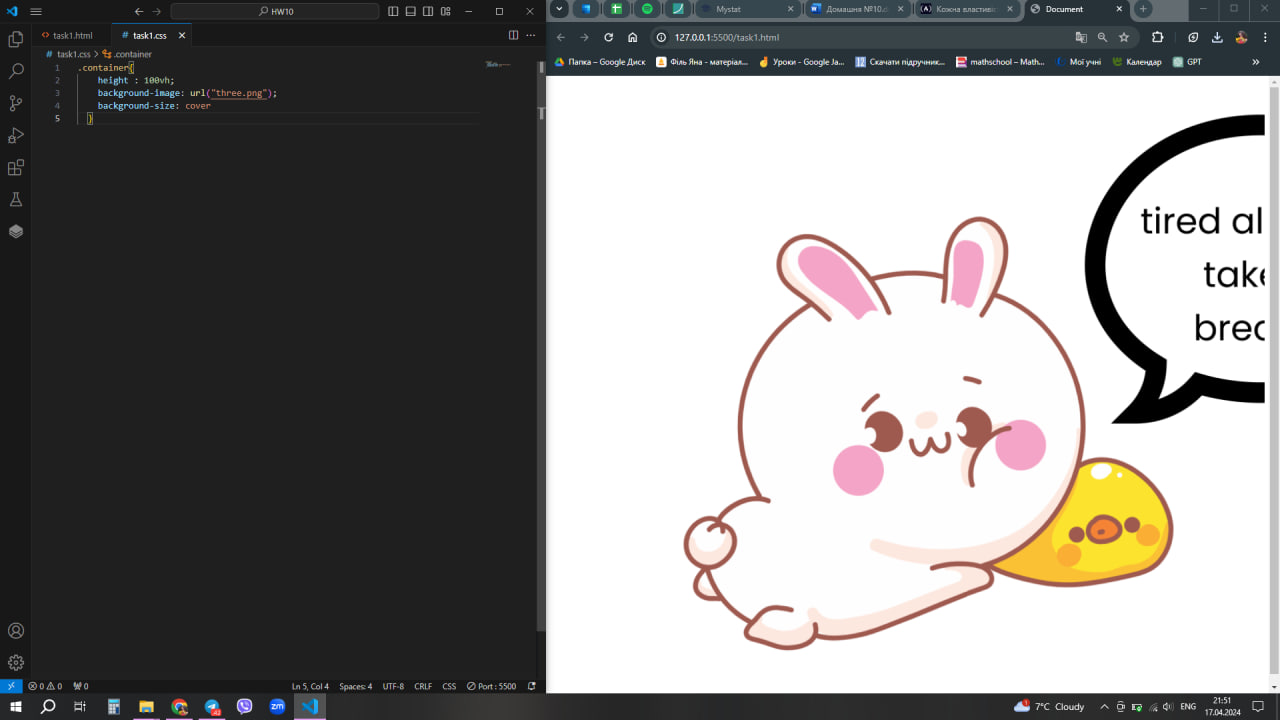 HW10
Mystat
Домашня №10.d
Кожна властивіс
Document
task1.html
task1.css
127.0.0.1:5500/task1.html
task1.css > .container
Папка – Google Диск
Філь Яна - матеріал...
Уроки - Google Ja...
Скачати підручник...
mathschool – Math...
Мої учні
Календар
GPT
»
1 .container{
2 height : 100vh;
3 background-image: url("three.png");
4 background-size: cover
5 }
tired al
take
brea
0 0 0
Ln 5, Col 4
Spaces: 4
UTF-8
CRLF
CSS
Port : 5500
7°C Cloudy
ENG
21:51
17.04.2024